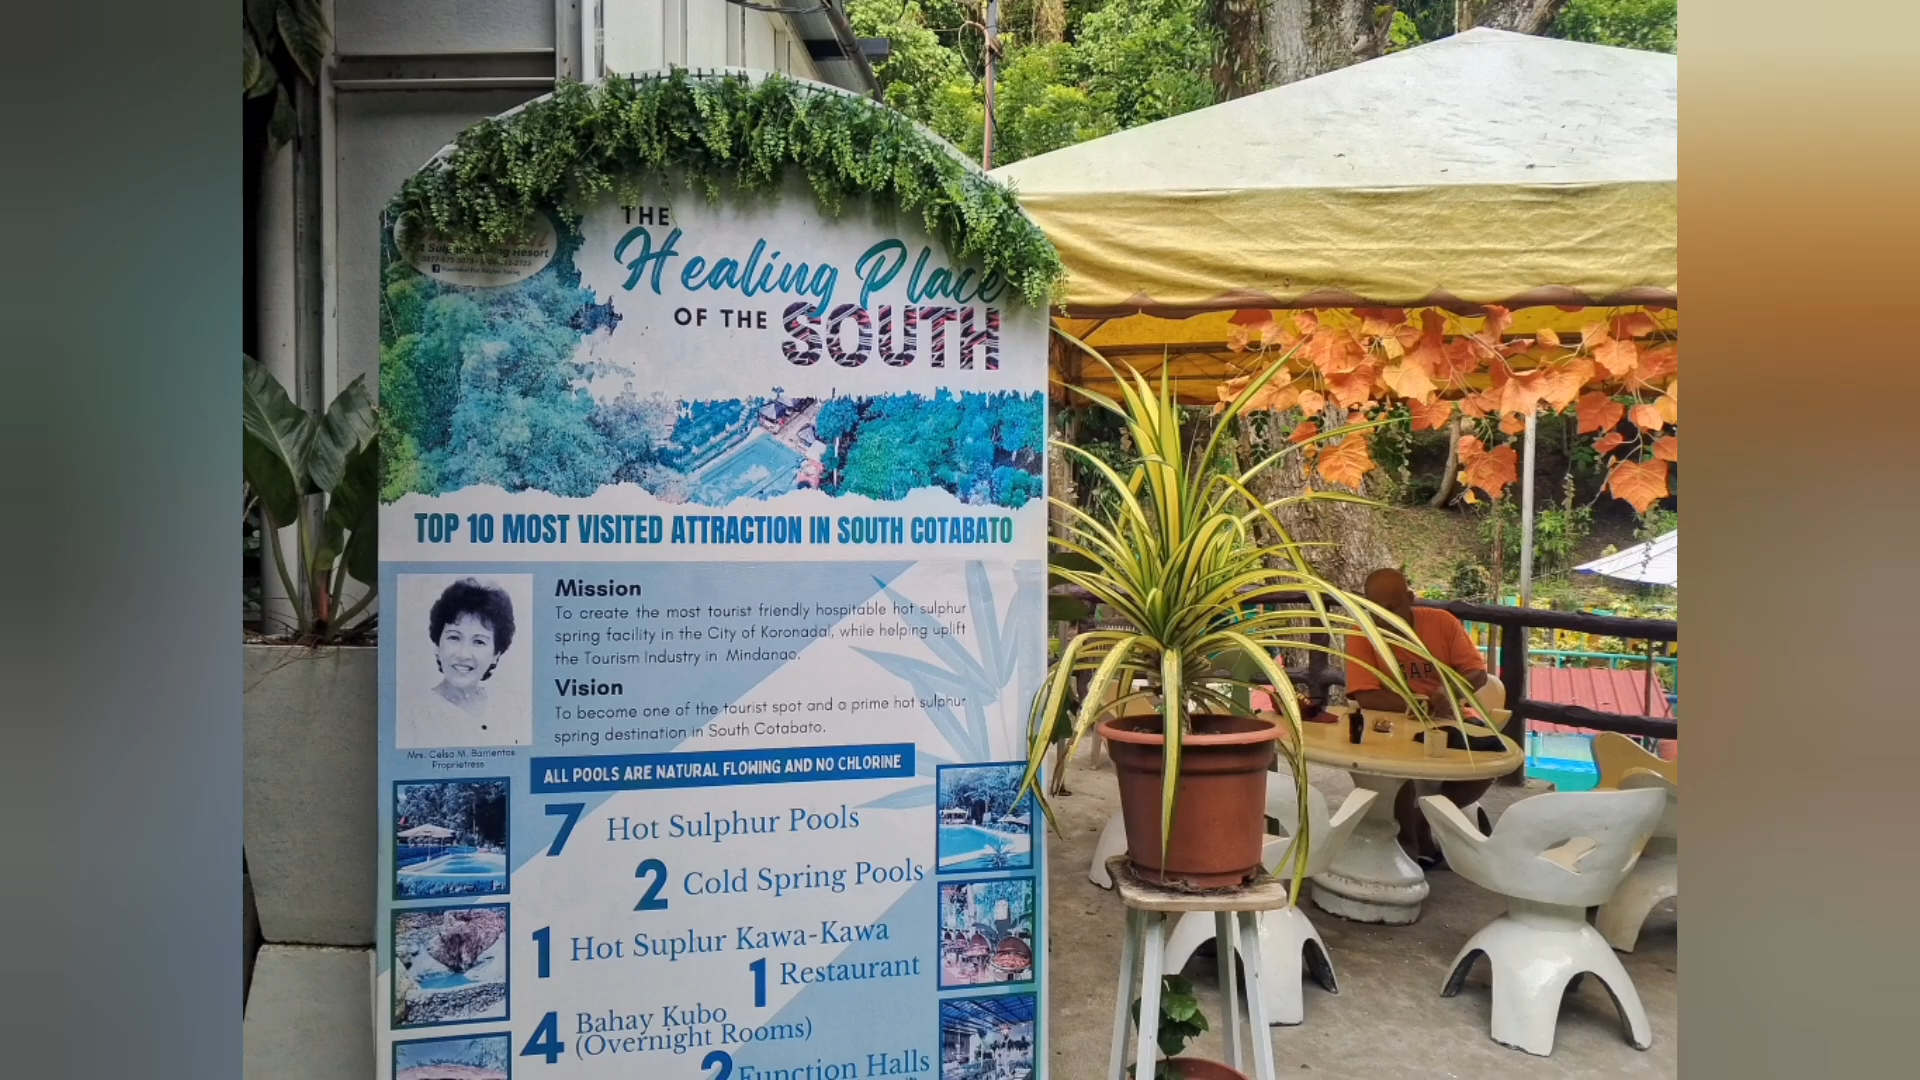 THE
Healing Place
OF THE SOUTH
TOP 10 MOST VISITED ATTRACTION IN SOUTH COTABATO
Mission
To create the most tourist friendly hospitable hot sulphur
spring facility in the City of Koronadal, while helping uplift
the Tourism Industry in Mindanao.
Vision
To become one of the tourist spot and a prime hot sulphur
spring destination in South Cotabato.
Mrs. Celsa M. Barrientos
Proprietress
ALL POOLS ARE NATURAL FLOWING AND NO CHLORINE
7 Hot Sulphur Pools
2 Cold Spring Pools
1 Hot Suplur Kawa-Kawa
1 Restaurant
4 Bahay Kubo
(Overnight Rooms)
2 Function Halls